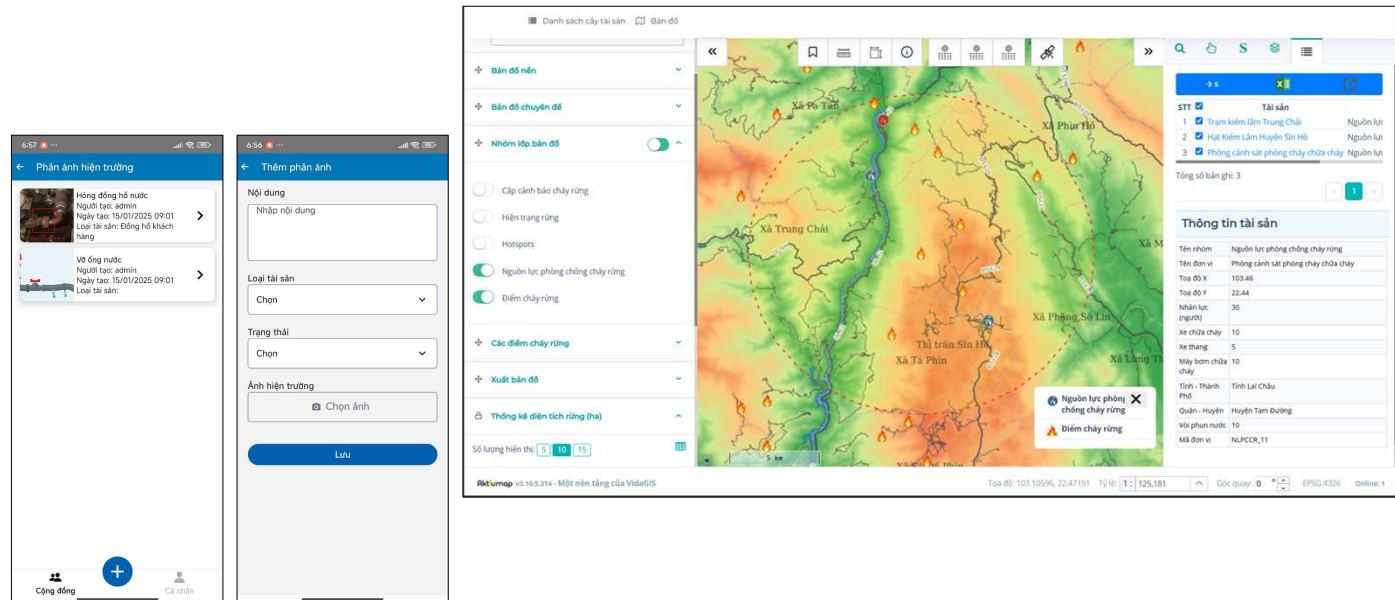 6:57
Phản ánh hiện trường
Hỏng đồng hồ nước
Người tạo: admin
Ngày tạo: 15/01/2025 09:01
Loại tài sản: Đồng hồ khách
hàng
Vỡ ống nước
Người tạo: admin
Ngày tạo: 15/01/2025 09:01
Loại tài sản:
Cộng đồng
Cá nhân
6:56
Thêm phản ánh
Nội dung
Nhập nội dung
Loại tài sản
Chọn
Trạng thái
Chọn
Ảnh hiện trường
Chọn ảnh
Lưu
Danh sách cây tài sản
Bản đồ
Bản đồ nền
Bản đồ chuyên đề
Nhóm lớp bản đồ
Cấp cảnh báo cháy rừng
Hiện trạng rừng
Hotspots
Nguồn lực phòng chống cháy rừng
Điểm cháy rừng
Các điểm cháy rừng
Xuất bản đồ
Thống kê diện tích rừng (ha)
Số lượng hiển thị: 5 10 15
Xã Pa Tần
Xã Phìn Hồ
Xã Trung Chải
Xã M
Xã Phăng Sô Lin
Thị trấn Sìn Hồ
Xã Tả Phìn
Xã Làng
5 km
Nguồn lực phòng
chống cháy rừng
Điểm cháy rừng
S
STT Tài sản
1 Trạm kiểm lâm Trung Chải Nguồn lực
2 Hạt Kiểm Lâm Huyện Sìn Hồ Nguồn lực
3 Phòng cảnh sát phòng cháy chữa cháy Nguồn lực
Tổng số bản ghi: 3
1
Thông tin tài sản
Tên nhóm Nguồn lực phòng chống cháy rừng
Tên đơn vị Phòng cảnh sát phòng cháy chữa cháy
Toạ độ X 103.46
Toạ độ Y 22.44
Nhân lực
(người) 30
Xe chữa cháy 10
Xe thang 5
Máy bơm chữa
cháy 10
Tỉnh - Thành
Phố Tỉnh Lai Châu
Quận - Huyện Huyện Tam Đường
Vòi phun nước 10
Mã đơn vị NLPCCR_11
Aktivmap v3.10.5.314 - Một nền tảng của VidaGIS
Tọa độ: 103.10596, 22.47191 Tỷ lệ: 1 : 125,181 Góc quay: 0 ° EPSG:4326 Online: 1